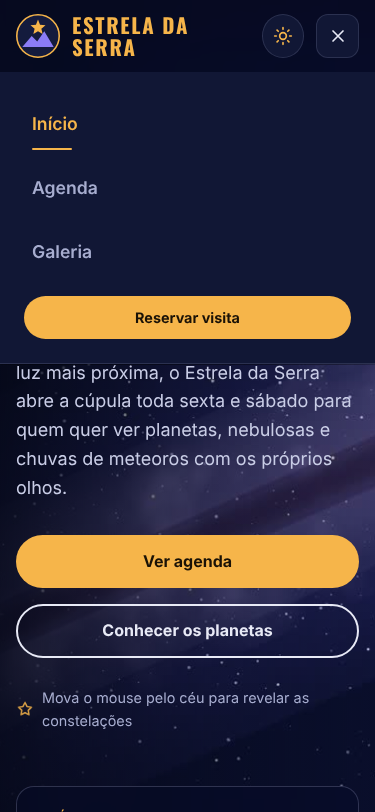 ESTRELA DA
SERRA
Início
Agenda
Galeria
Reservar visita
luz mais próxima, o Estrela da Serra
abre a cúpula toda sexta e sábado para
quem quer ver planetas, nebulosas e
chuvas de meteoros com os próprios
olhos.
Ver agenda
Conhecer os planetas
Mova o mouse pelo céu para revelar as
constelações